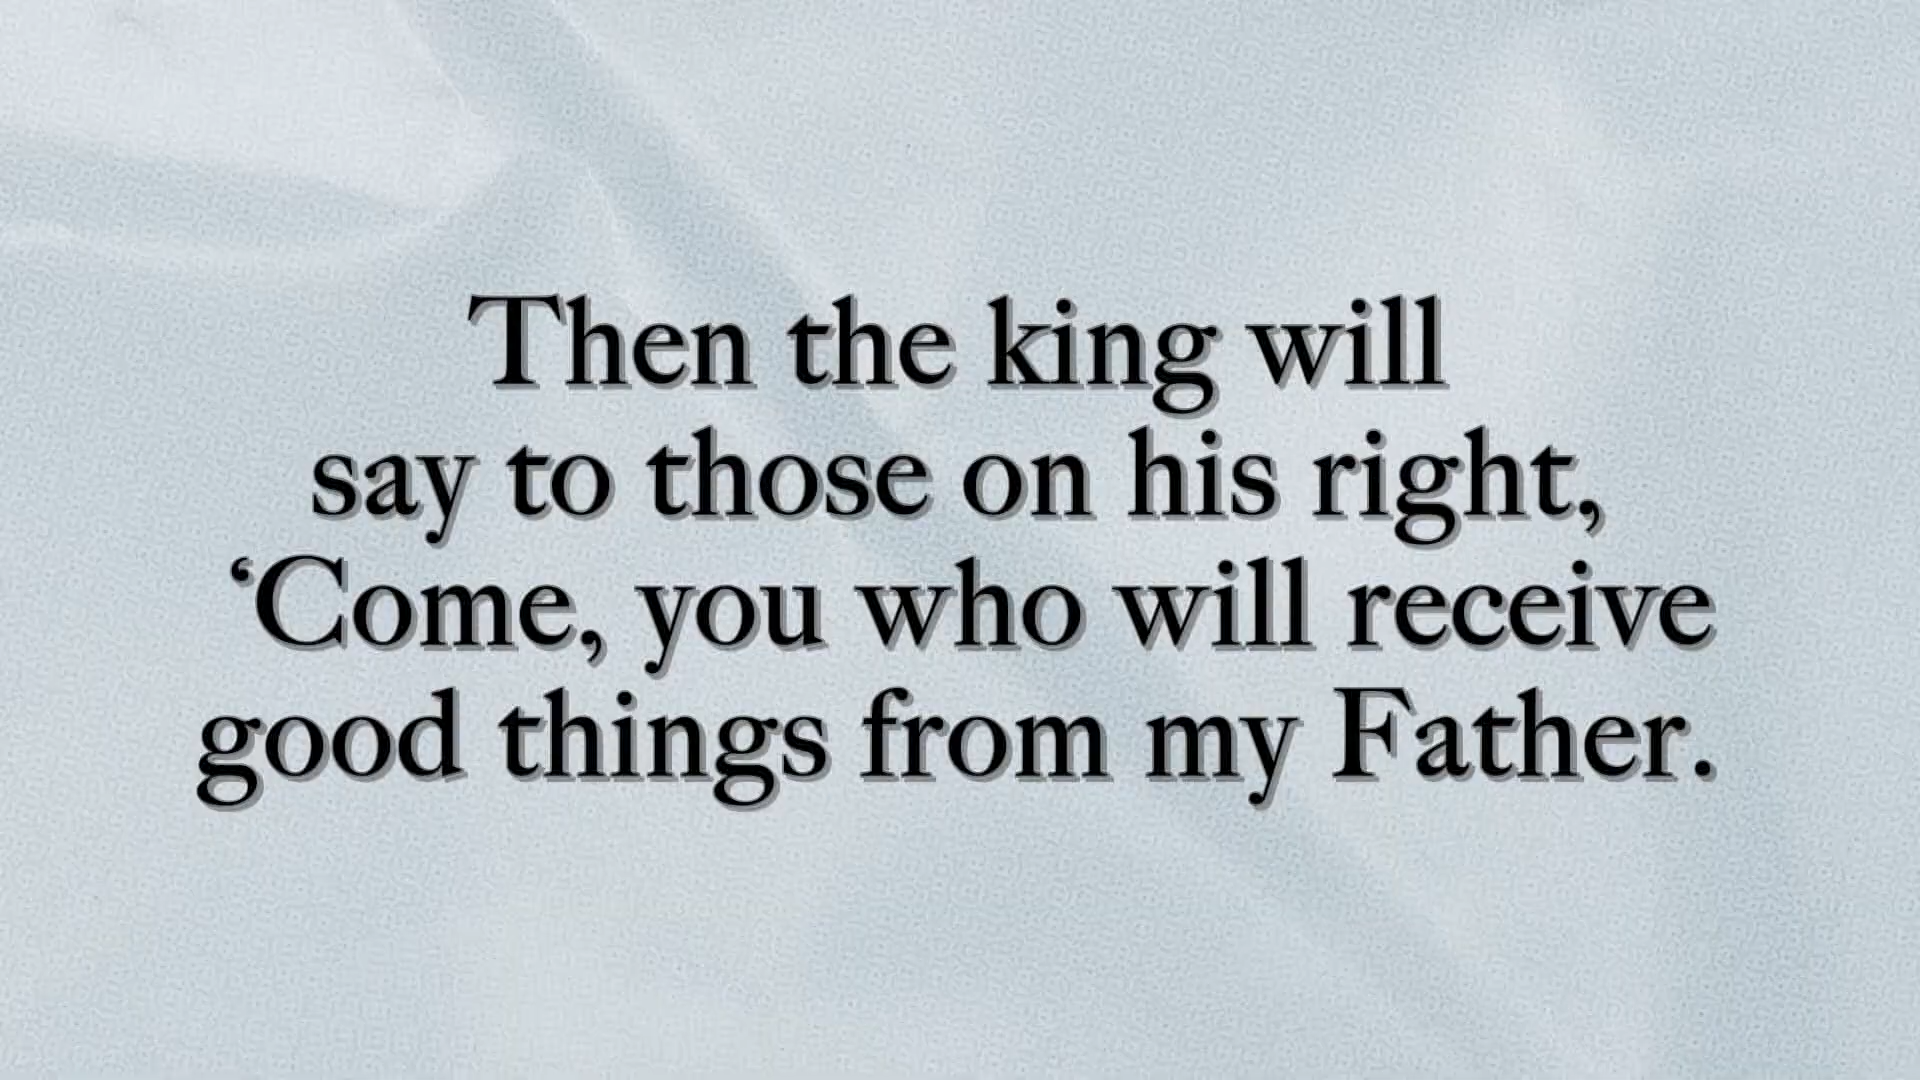 Then the king will
say to those on his right,
‘Come, you who will receive
good things from my Father.